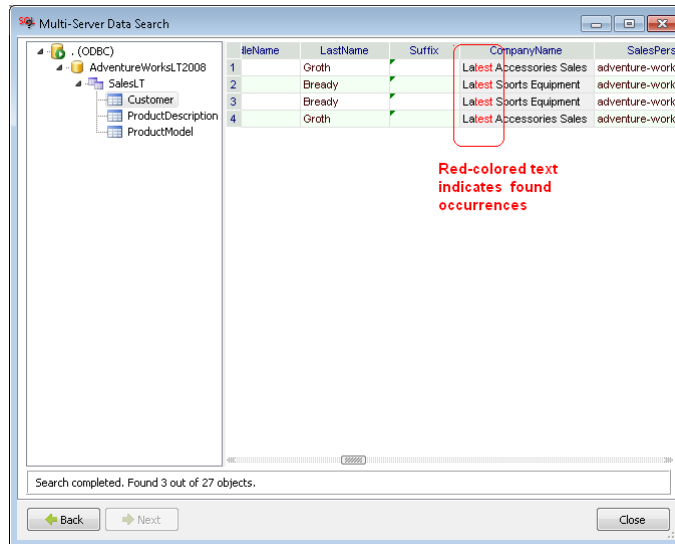 Multi-Server Data Search
. (ODBC)
AdventureWorksLT2008
SalesLT
Customer
ProductDescription
ProductModel
lleName LastName Suffix CompanyName SalesPers
1 Groth Latest Accessories Sales adventure-work
2 Bready Latest Sports Equipment adventure-work
3 Bready Latest Sports Equipment adventure-work
4 Groth Latest Accessories Sales adventure-work
Red-colored text
indicates found
occurrences
Search completed. Found 3 out of 27 objects.
Back Next Close